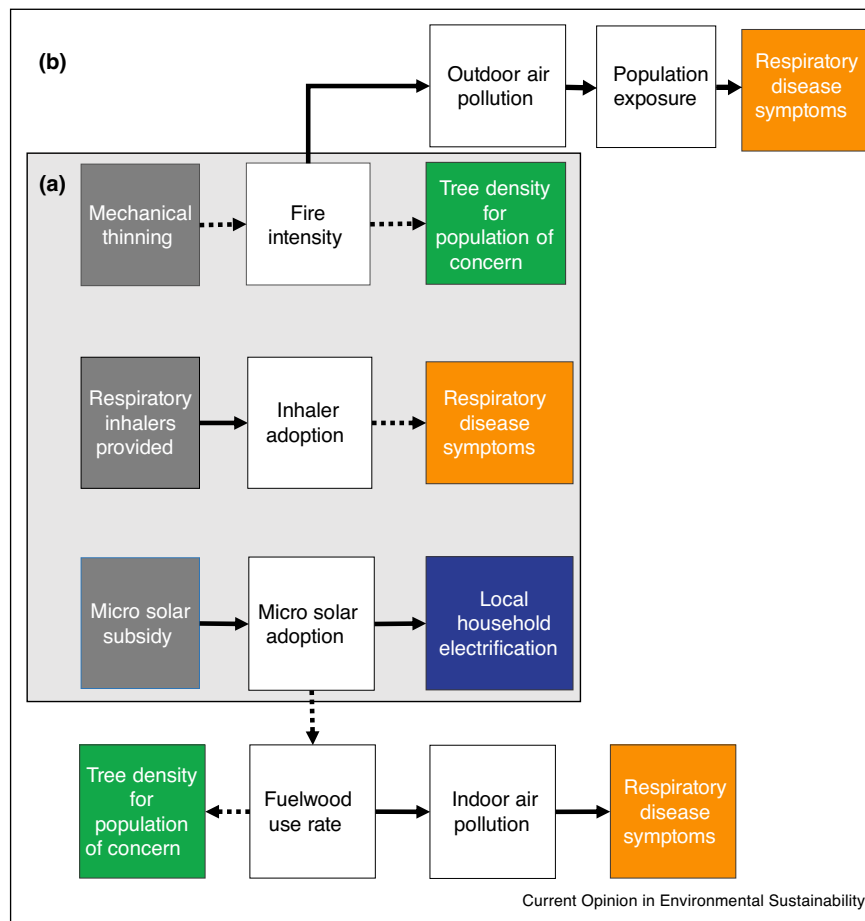 (b)
Outdoor air
pollution
Population
exposure
Respiratory
disease
symptoms
(a)
Mechanical
thinning
Fire
intensity
Tree density
for
population of
concern
Respiratory
inhalers
provided
Inhaler
adoption
Respiratory
disease
symptoms
Micro solar
subsidy
Micro solar
adoption
Local
household
electrification
Tree density
for
population
of concern
Fuelwood
use rate
Indoor air
pollution
Respiratory
disease
symptoms
Current Opinion in Environmental Sustainability